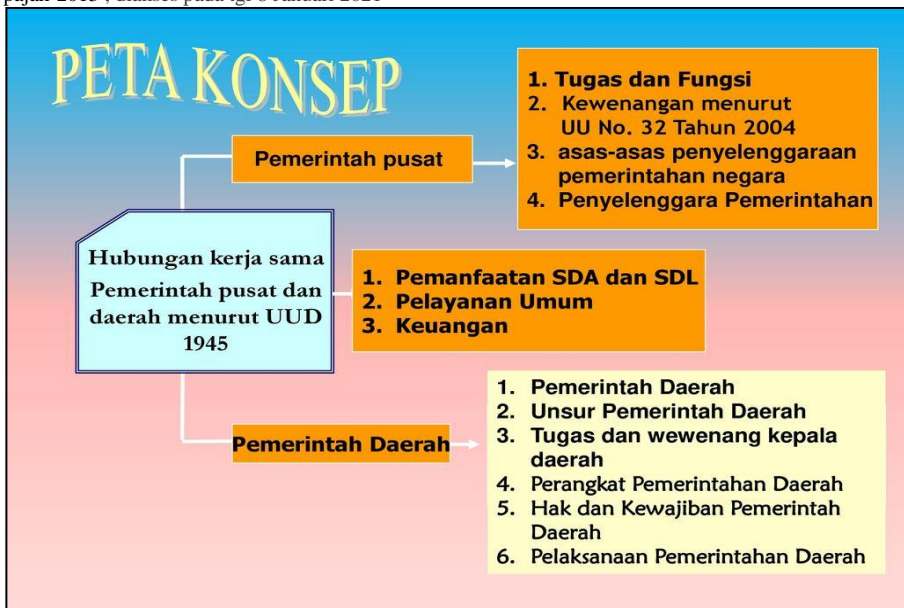 PETA KONSEP
1. Tugas dan Fungsi
2. Kewenangan menurut
UU No. 32 Tahun 2004
3. asas-asas penyelenggaraan
pemerintahan negara
4. Penyelenggara Pemerintahan
Pemerintah pusat
Hubungan kerja sama
Pemerintah pusat dan
daerah menurut UUD
1945
1. Pemanfaatan SDA dan SDL
2. Pelayanan Umum
3. Keuangan
Pemerintah Daerah
1. Pemerintah Daerah
2. Unsur Pemerintah Daerah
3. Tugas dan wewenang kepala
daerah
4. Perangkat Pemerintahan Daerah
5. Hak dan Kewajiban Pemerintah
Daerah
6. Pelaksanaan Pemerintahan Daerah